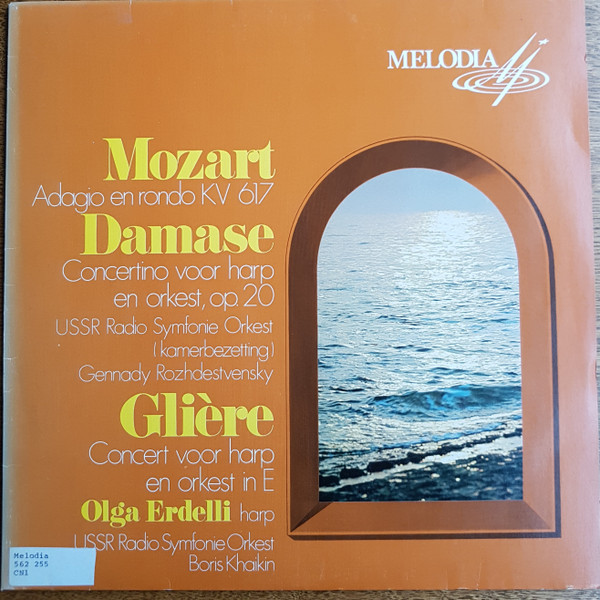 MELODIA
Mozart
Adagio en rondo KV 617
Damase
Concertino voor harp
en orkest, op. 20
USSR Radio Symfonie Orkest
(kamerbezetting)
Gennady Rozhdestvensky
Glière
Concert voor harp
en orkest in E
Olga Erdelli harp
USSR Radio Symfonie Orkest
Boris Khaikin
Melodia
562 255
CN1